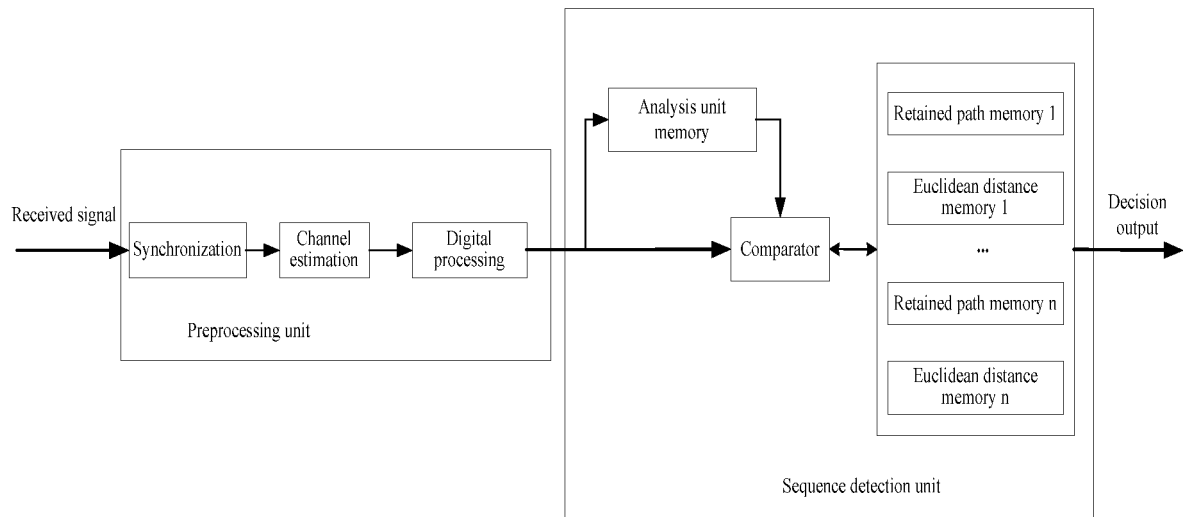 Received signal
Synchronization
Channel
estimation
Digital
processing
Preprocessing unit
Analysis unit
memory
Comparator
Retained path memory 1
Euclidean distance
memory 1
...
Retained path memory n
Euclidean distance
memory n
Sequence detection unit
Decision
output